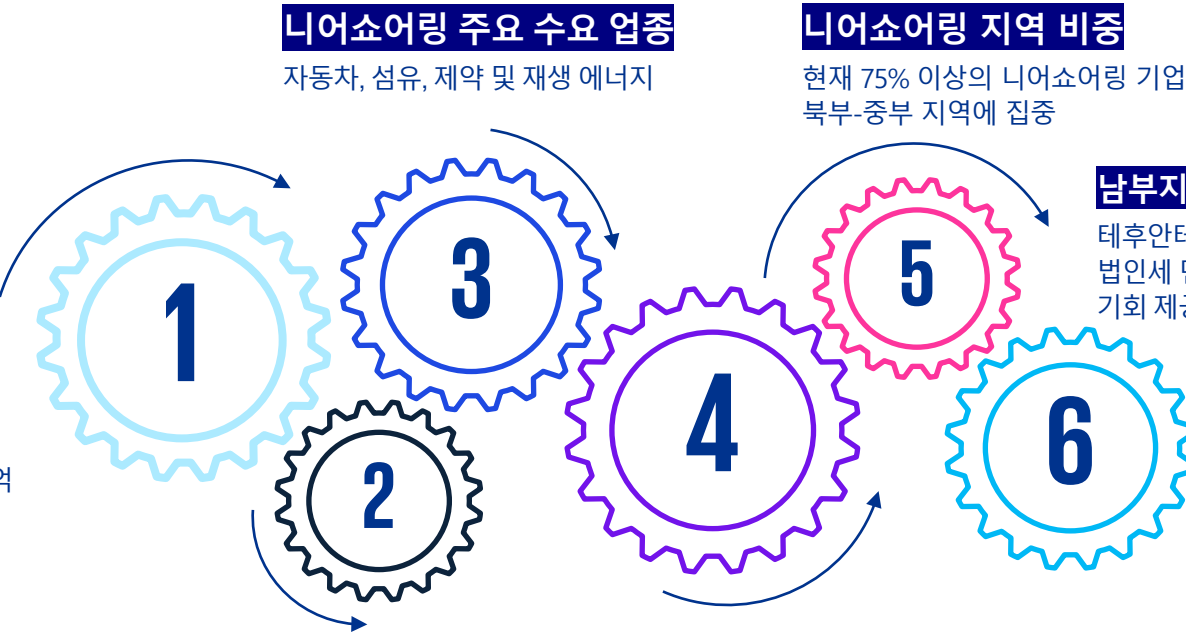 니어쇼어링 주요 수요 업종
자동차, 섬유, 제약 및 재생 에너지
니어쇼어링 지역 비중
현재 75% 이상의 니어쇼어링 기업
북부-중부 지역에 집중
남부지
테후안
법인세
기회 제
1
2
3
4
5
6
억